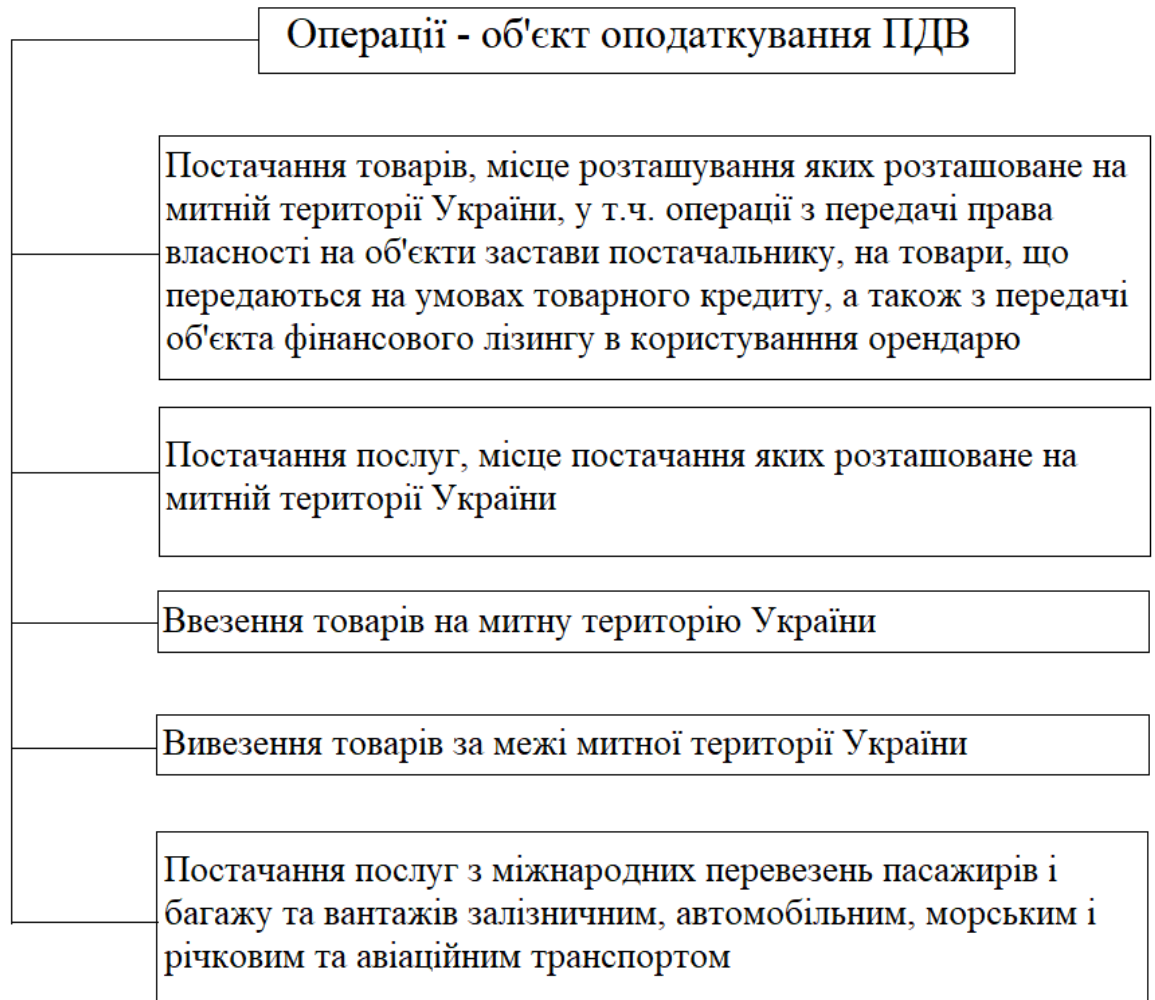 Операції - об'єкт оподаткування ПДВ
Постачання товарів, місце розташування яких розташоване на
митній території України, у т.ч. операції з передачі права
власності на об'єкти застави постачальнику, на товари, що
передаються на умовах товарного кредиту, а також з передачі
об'єкта фінансового лізингу в користуванння орендарю
Постачання послуг, місце постачання яких розташоване на
митній території України
Ввезення товарів на митну територію України
Вивезення товарів за межі митної території України
Постачання послуг з міжнародних перевезень пасажирів і
багажу та вантажів залізничним, автомобільним, морським і
річковим та авіаційним транспортом